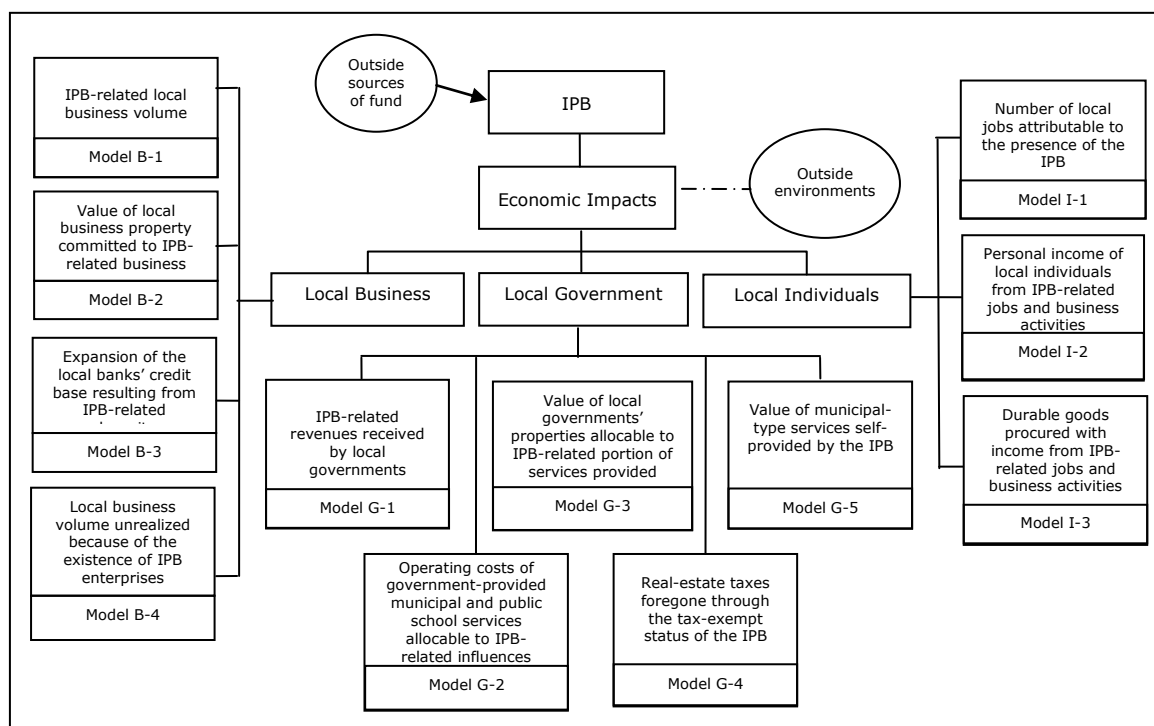 Outside
sources
of fund
IPB
Economic Impacts
Outside
environments
Local Business
Local Government
Local Individuals
IPB-related local
business volume
Model B-1
Value of local
business property
committed to IPB-
related business
Model B-2
Expansion of the
local banks’ credit
base resulting from
IPB-related
Model B-3
Local business
volume unrealized
because of the
existence of IPB
enterprises
Model B-4
IPB-related
revenues received
by local
governments
Model G-1
Operating costs of
government-provided
municipal and public
school services
allocable to IPB-
related influences
Model G-2
Value of local
governments’
properties allocable to
IPB-related portion of
services provided
Model G-3
Real-estate taxes
foregone through
the tax-exempt
status of the IPB
Model G-4
Value of municipal-
type services self-
provided by the IPB
Model G-5
Number of local
jobs attributable to
the presence of the
IPB
Model I-1
Personal income of
local individuals
from IPB-related
jobs and business
activities
Model I-2
Durable goods
procured with
income from IPB-
related jobs and
business activities
Model I-3